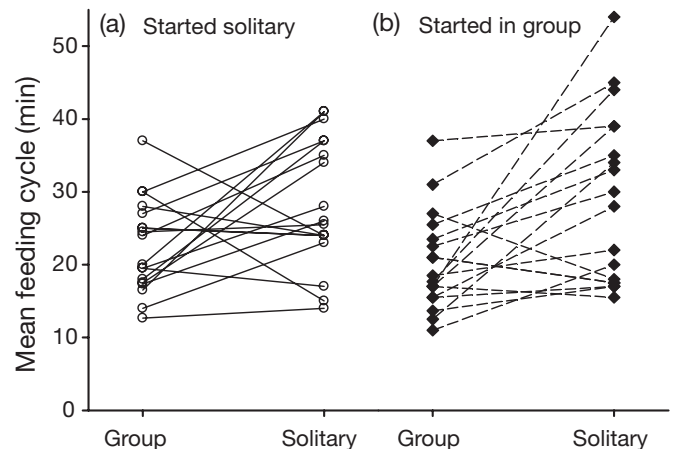 (a) Started solitary
(b) Started in group
Mean feeding cycle (min)
50
40
30
20
10
0
Group
Solitary
Group
Solitary